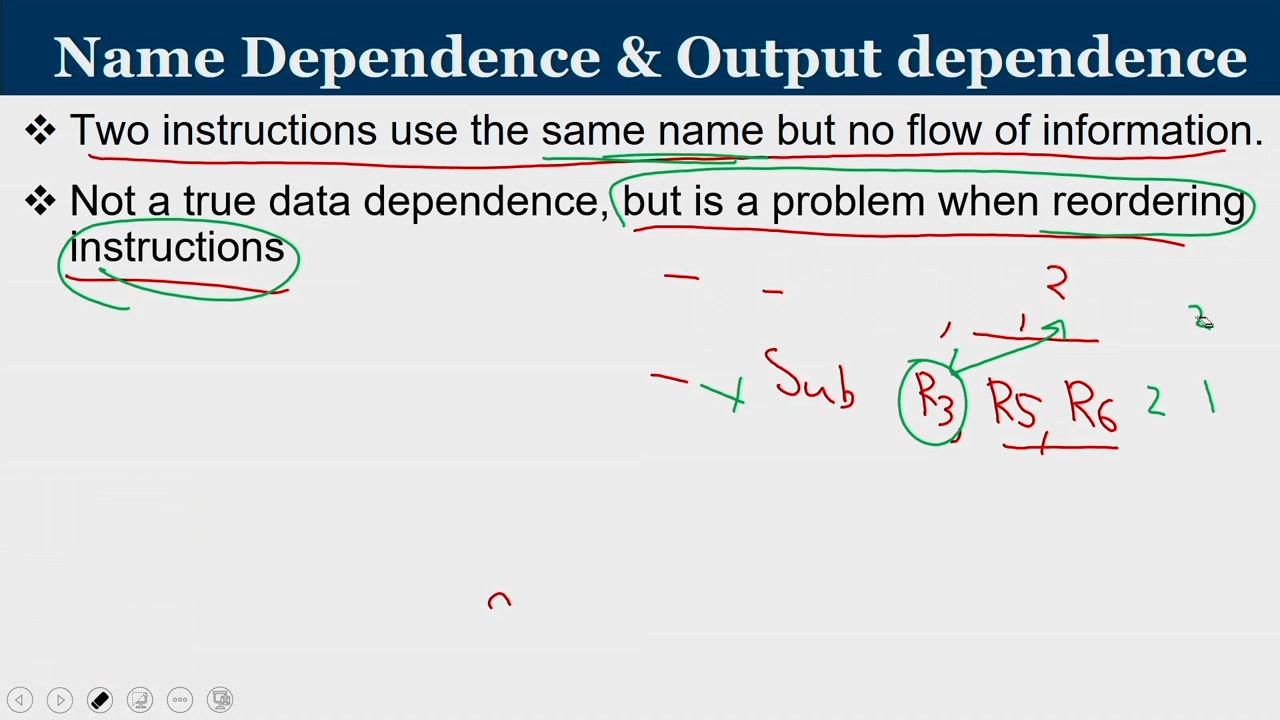 Name Dependence & Output dependence
❖ Two instructions use the same name but no flow of information.
❖ Not a true data dependence, but is a problem when reordering
instructions
2
2
Sub R3, R5, R6 2 1